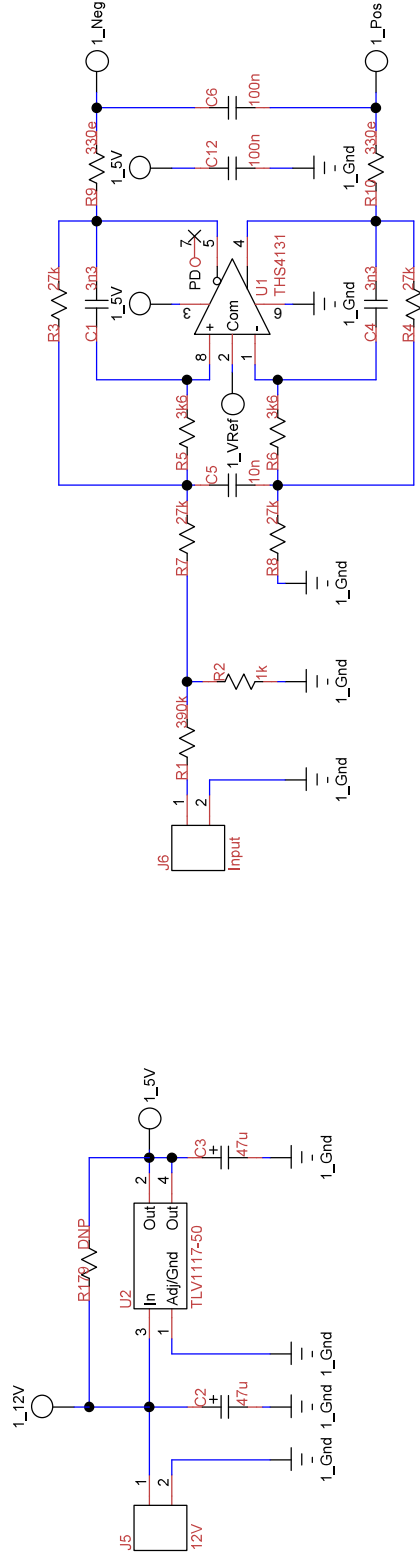 J5
12V
1
2
1_12V
R179 DNP
U2
In
Out
Out
Adj/Gnd
TLV1117-50
3
1
2
4
C2
47u
C3
47u
1_5V
1_Gnd
1_Gnd
1_Gnd
1_Gnd
J6
Input
1
2
1_Gnd
R1 390k
R2 1k
1_Gnd
R7 27k
R8 27k
1_Gnd
R5 3k6
R6 3k6
C5 10n
R3 27k
C1 3n3
1_5V
1_VRef
8
2
1
+
Com
-
3
PD
7
5
4
6
U1
THS4131
1_Gnd
C4 3n3
R4 27k
R9 330e
R10 330e
1_5V
C12 100n
1_Gnd
C6 100n
1_Neg
1_Pos